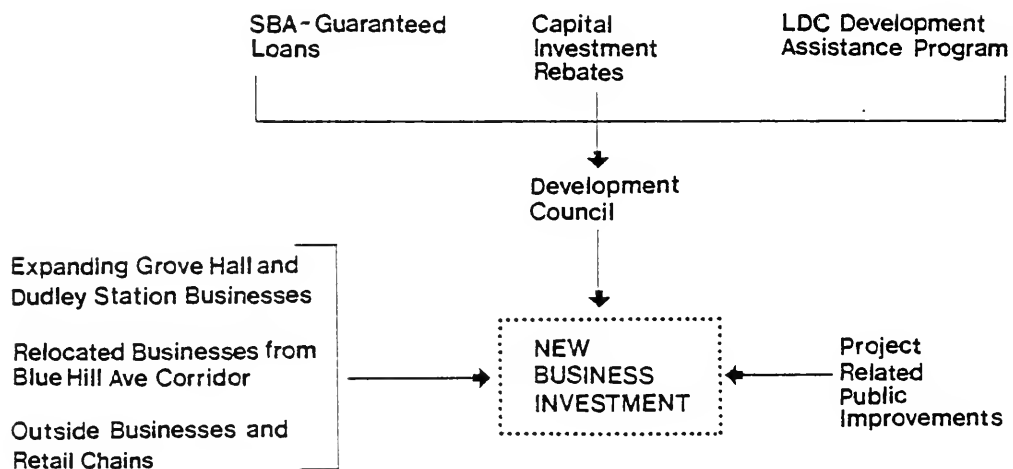 SBA-Guaranteed
Loans
Capital
Investment
Rebates
LDC Development
Assistance Program
Development
Council
Expanding Grove Hall and
Dudley Station Businesses
Relocated Businesses from
Blue Hill Ave Corridor
Outside Businesses and
Retail Chains
NEW
BUSINESS
INVESTMENT
Project
Related
Public
Improvements